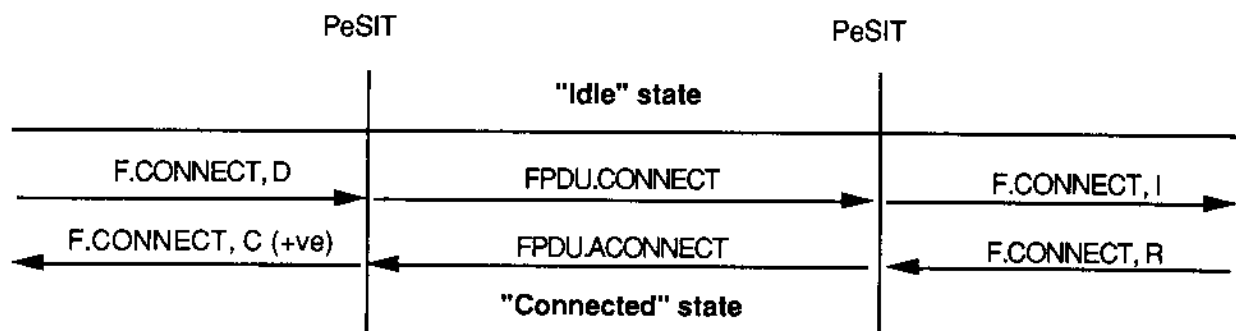 PeSIT PeSIT
"Idle" state
F.CONNECT, D FPDU.CONNECT F.CONNECT, I
F.CONNECT, C (+ve) FPDU.ACONNECT F.CONNECT, R
"Connected" state